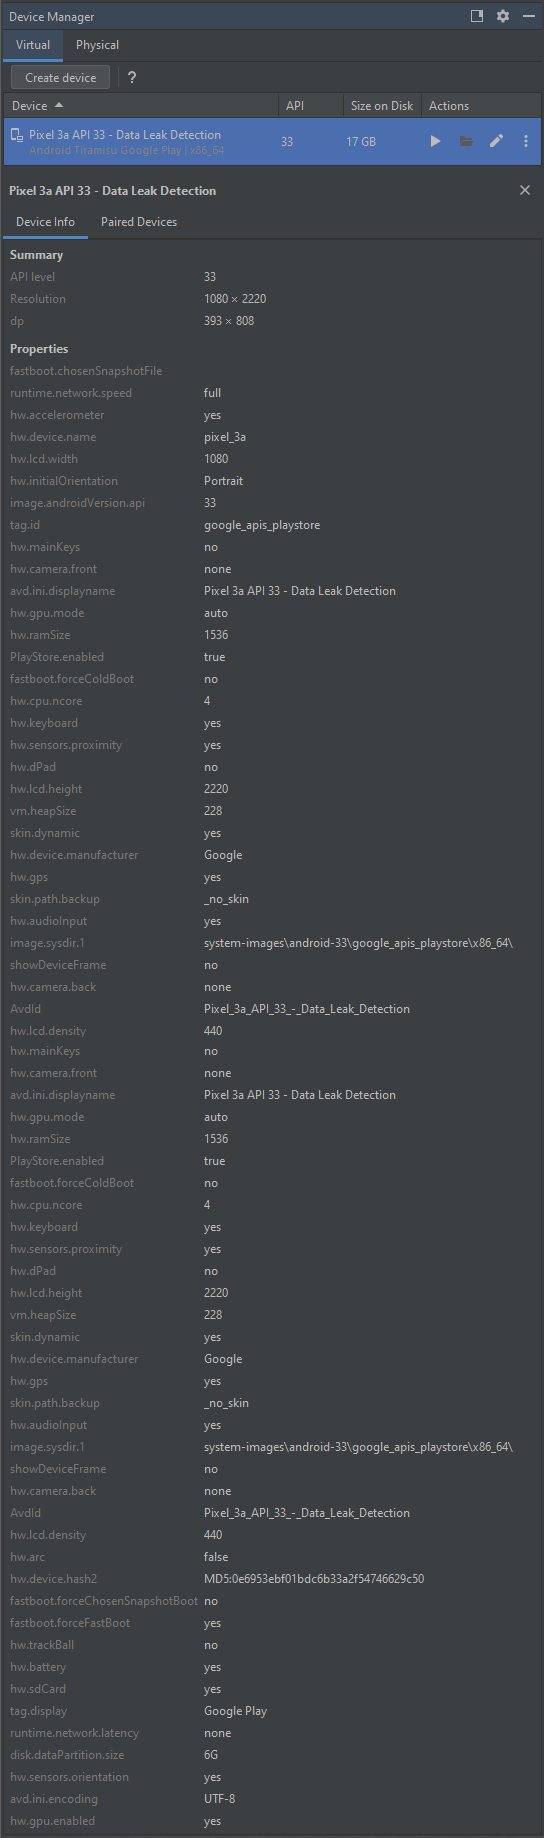 Device Manager
Virtual Physical
Create device ?
Device API Size on Disk Actions
Pixel 3a API 33 - Data Leak Detection 33 17 GB
Android Tiramisu Google Play | x86_64
Pixel 3a API 33 - Data Leak Detection
Device Info Paired Devices
Summary
API level 33
Resolution 1080 × 2220
dp 393 × 808
Properties
fastboot.chosenSnapshotFile
runtime.network.speed full
hw.accelerometer yes
hw.device.name pixel_3a
hw.lcd.width 1080
hw.initialOrientation Portrait
image.androidVersion.api 33
tag.id google_apis_playstore
hw.mainKeys no
hw.camera.front none
avd.ini.displayname Pixel 3a API 33 - Data Leak Detection
hw.gpu.mode auto
hw.ramSize 1536
PlayStore.enabled true
fastboot.forceColdBoot no
hw.cpu.ncore 4
hw.keyboard yes
hw.sensors.proximity yes
hw.dPad no
hw.lcd.height 2220
vm.heapSize 228
skin.dynamic yes
hw.device.manufacturer Google
hw.gps yes
skin.path.backup _no_skin
hw.audioInput yes
image.sysdir.1 system-images\android-33\google_apis_playstore\x86_64\
showDeviceFrame no
hw.camera.back none
AvdId Pixel_3a_API_33_-_Data_Leak_Detection
hw.lcd.density 440
hw.mainKeys no
hw.camera.front none
avd.ini.displayname Pixel 3a API 33 - Data Leak Detection
hw.gpu.mode auto
hw.ramSize 1536
PlayStore.enabled true
fastboot.forceColdBoot no
hw.cpu.ncore 4
hw.keyboard yes
hw.sensors.proximity yes
hw.dPad no
hw.lcd.height 2220
vm.heapSize 228
skin.dynamic yes
hw.device.manufacturer Google
hw.gps yes
skin.path.backup _no_skin
hw.audioInput yes
image.sysdir.1 system-images\android-33\google_apis_playstore\x86_64\
showDeviceFrame no
hw.camera.back none
AvdId Pixel_3a_API_33_-_Data_Leak_Detection
hw.lcd.density 440
hw.arc false
hw.device.hash2 MD5:0e6953ebf01bdc6b33a2f54746629c50
fastboot.forceChosenSnapshotBoot no
fastboot.forceFastBoot yes
hw.trackBall no
hw.battery yes
hw.sdCard yes
tag.display Google Play
runtime.network.latency none
disk.dataPartition.size 6G
hw.sensors.orientation yes
avd.ini.encoding UTF-8
hw.gpu.enabled yes